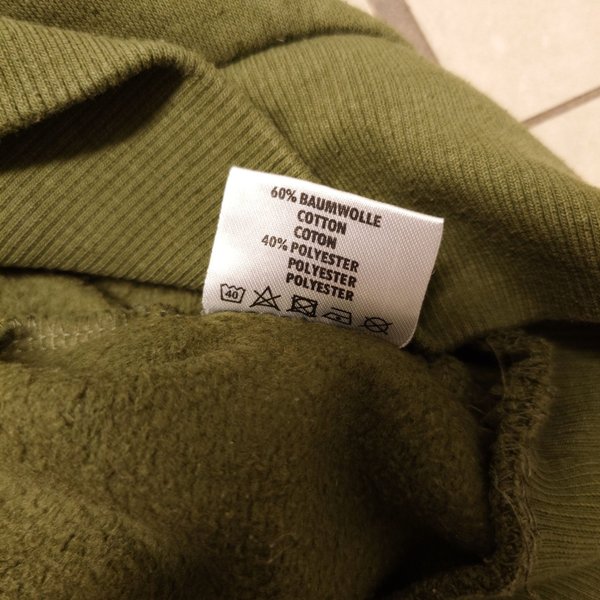 60% BAUMWOLLE
COTTON
COTON
40% POLYESTER
POLYESTER
POLYESTER
40